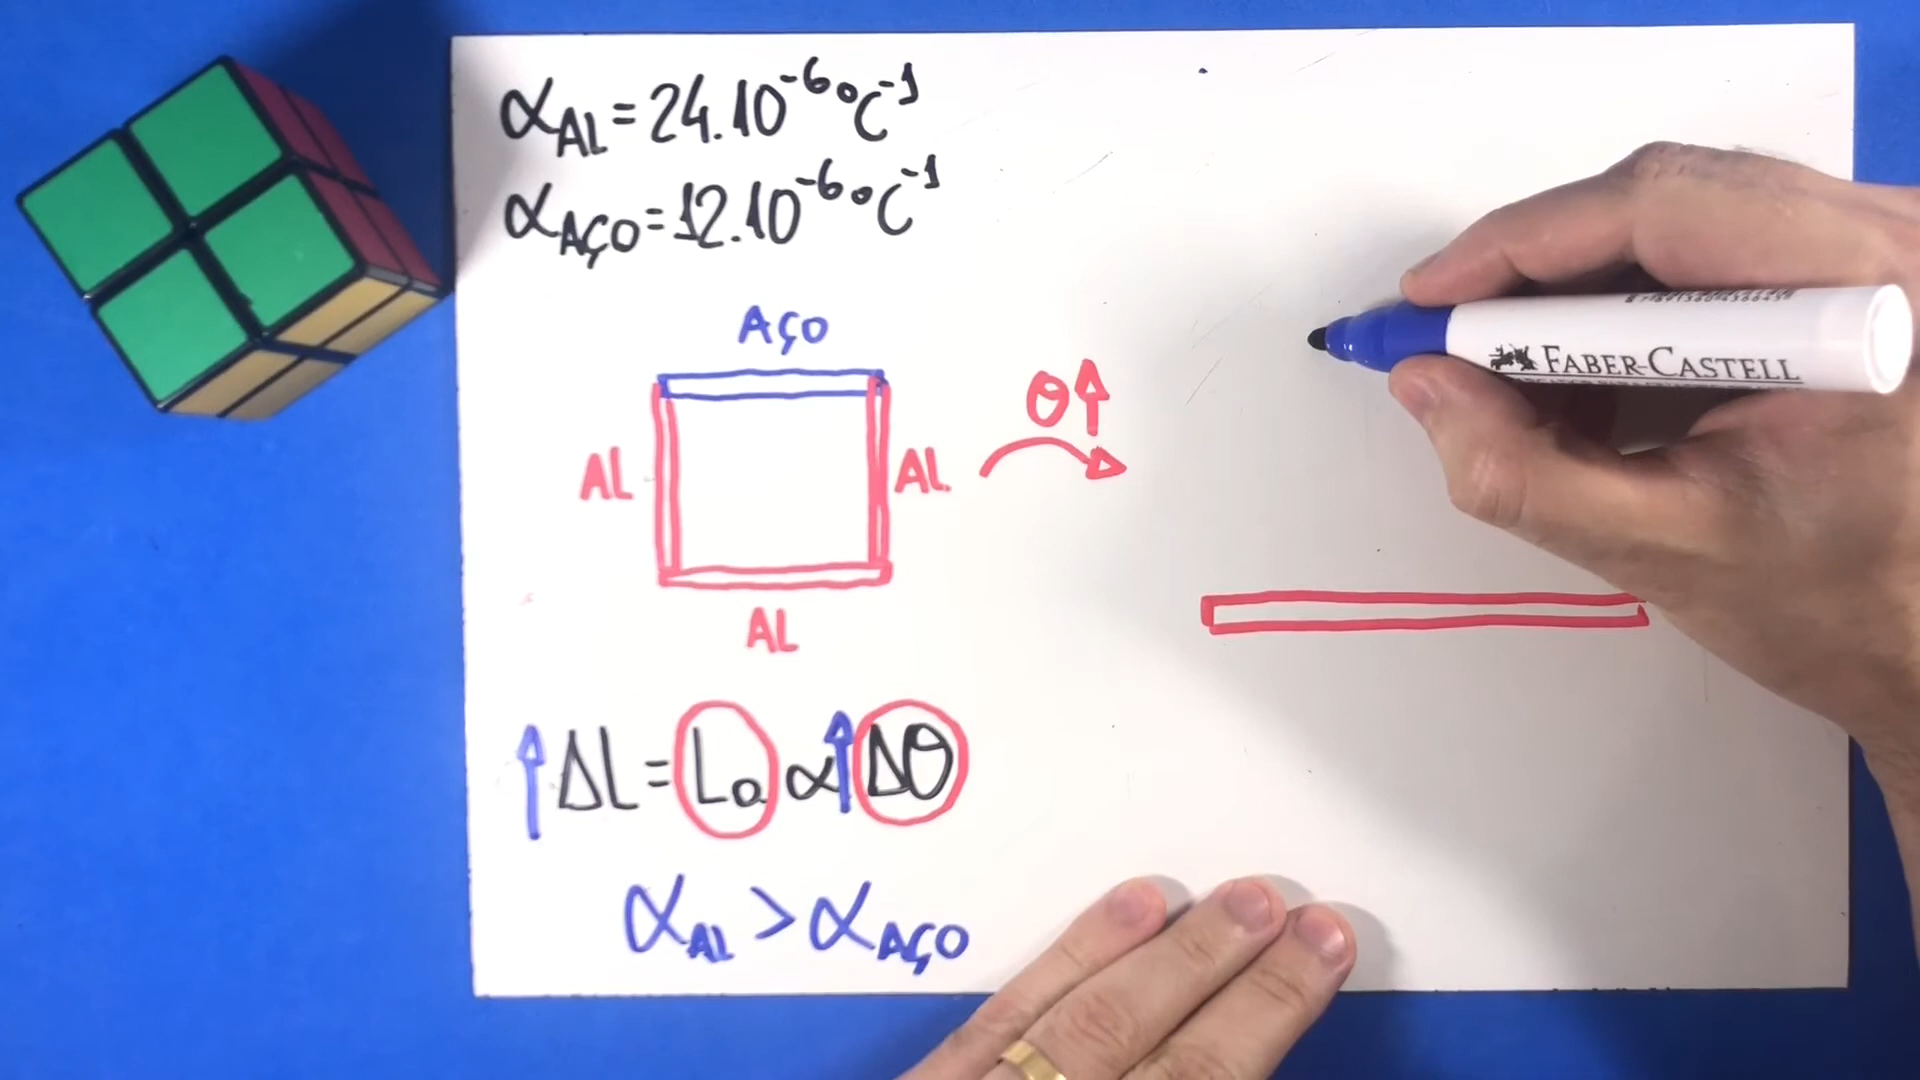 αAL = 24.10⁻⁶ °C⁻¹
αAÇO = 12.10⁻⁶ °C⁻¹
AÇO
AL
AL
θ↑
AL
↑ΔL = Lo α↑ Δθ
αAL > αAÇO
FABER-CASTELL